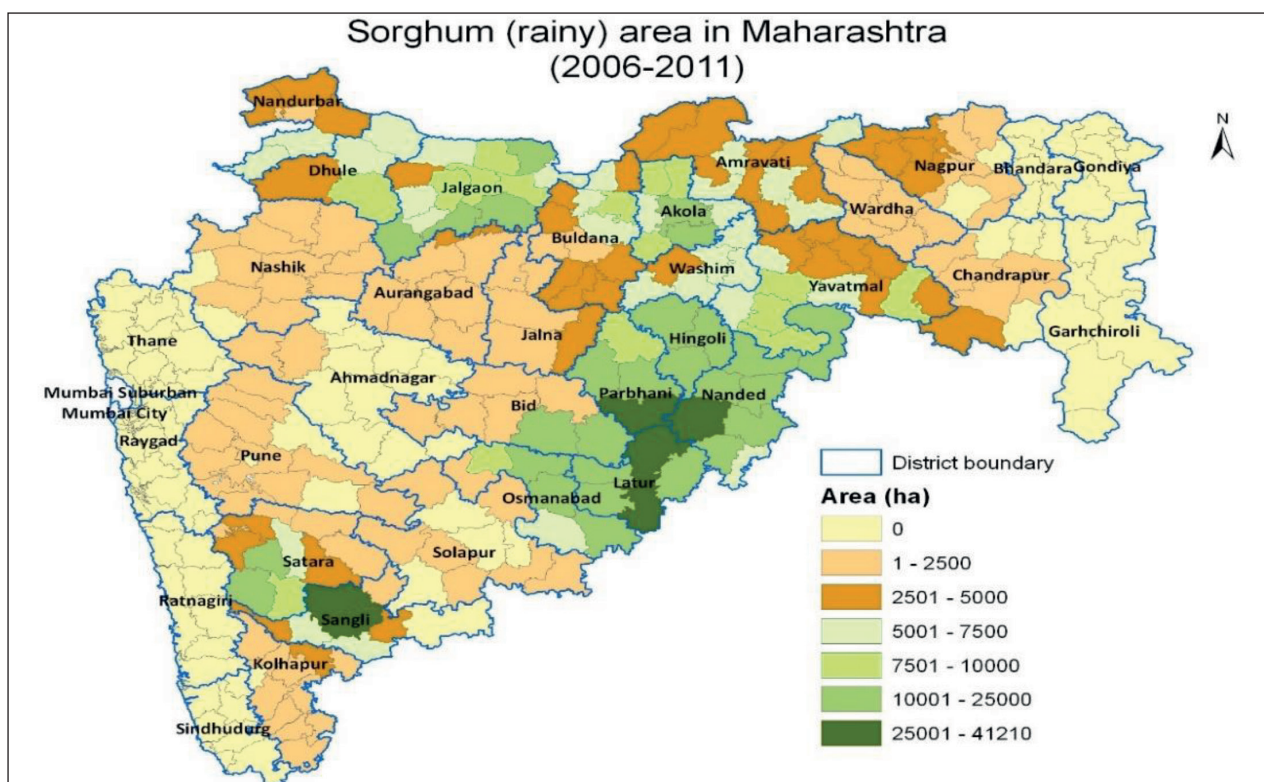 Sorghum (rainy) area in Maharashtra
(2006-2011)
N
Nandurbar
Dhule
Jalgaon
Amravati
Nagpur
Bhandara
Gondiya
Akola
Wardha
Buldana
Nashik
Washim
Aurangabad
Yavatmal
Chandrapur
Jalna
Hingoli
Garhchiroli
Thane
Ahmadnagar
Parbhani
Nanded
Mumbai Suburban
Mumbai City
Bid
Raygad
Pune
Latur
Osmanabad
Solapur
Satara
Ratnagiri
Sangli
Kolhapur
Sindhudurg
District boundary
Area (ha)
0
1 - 2500
2501 - 5000
5001 - 7500
7501 - 10000
10001 - 25000
25001 - 41210